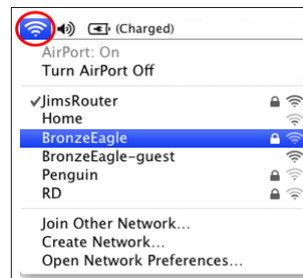 (Charged)
AirPort: On
Turn AirPort Off
✓JimsRouter
Home
BronzeEagle
BronzeEagle-guest
Penguin
RD
Join Other Network...
Create Network...
Open Network Preferences...